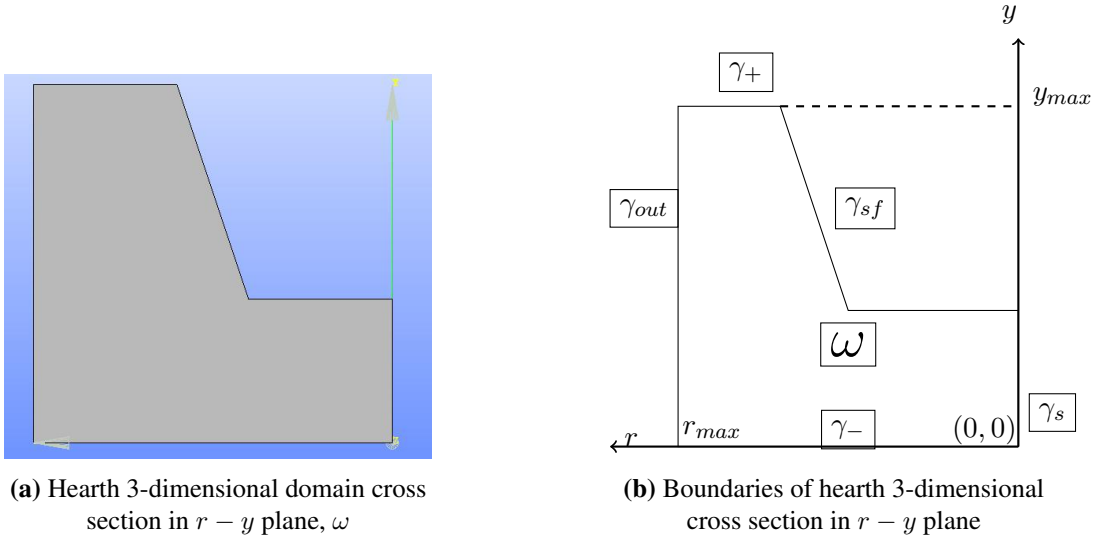 y
γ₊
y_max
γ_out
γ_sf
ω
γ_s
r
r_max
γ₋
(0, 0)
(a) Hearth 3-dimensional domain cross
section in r − y plane, ω
(b) Boundaries of hearth 3-dimensional
cross section in r − y plane